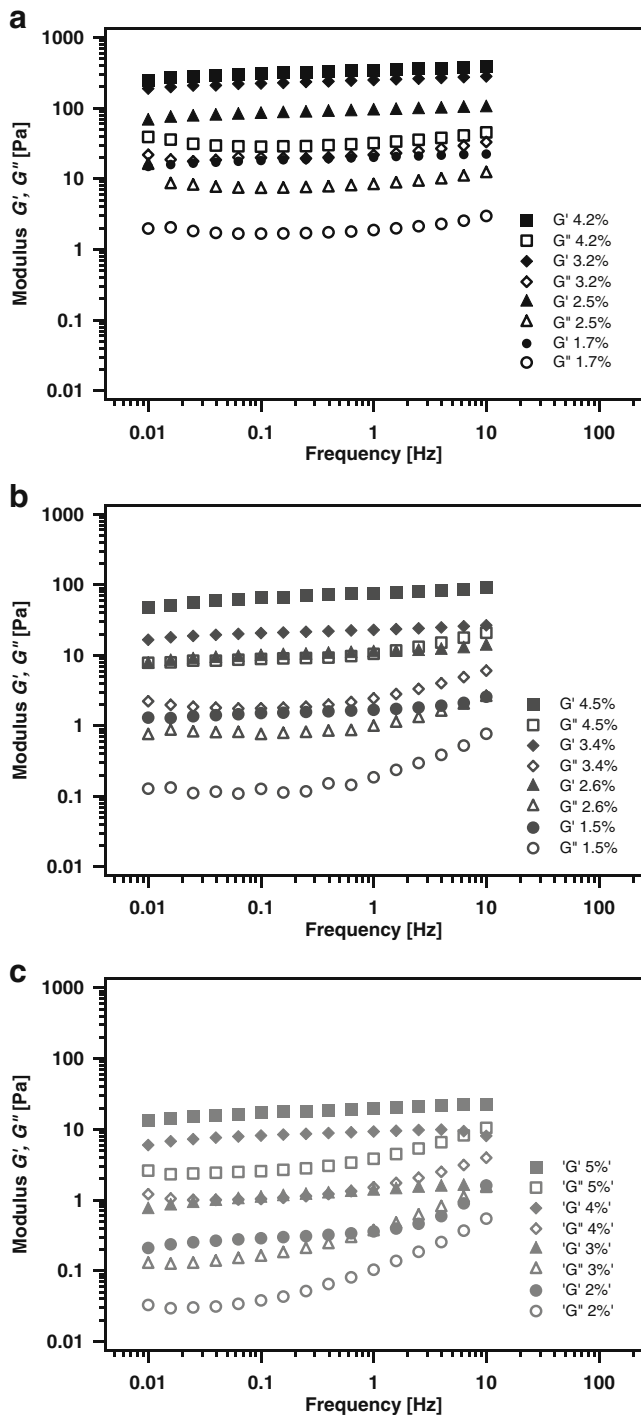 a
1000
100
10
1
0.1
0.01
Modulus G', G" [Pa]
G' 4.2%
G" 4.2%
G' 3.2%
G" 3.2%
G' 2.5%
G" 2.5%
G' 1.7%
G" 1.7%
0.01 0.1 1 10 100
Frequency [Hz]
b
1000
100
10
1
0.1
0.01
Modulus G', G" [Pa]
G' 4.5%
G" 4.5%
G' 3.4%
G" 3.4%
G' 2.6%
G" 2.6%
G' 1.5%
G" 1.5%
0.01 0.1 1 10 100
Frequency [Hz]
c
1000
100
10
1
0.1
0.01
Modulus G', G" [Pa]
'G' 5%'
'G" 5%'
'G' 4%'
'G" 4%'
'G' 3%'
'G" 3%'
'G' 2%'
'G" 2%'
0.01 0.1 1 10 100
Frequency [Hz]